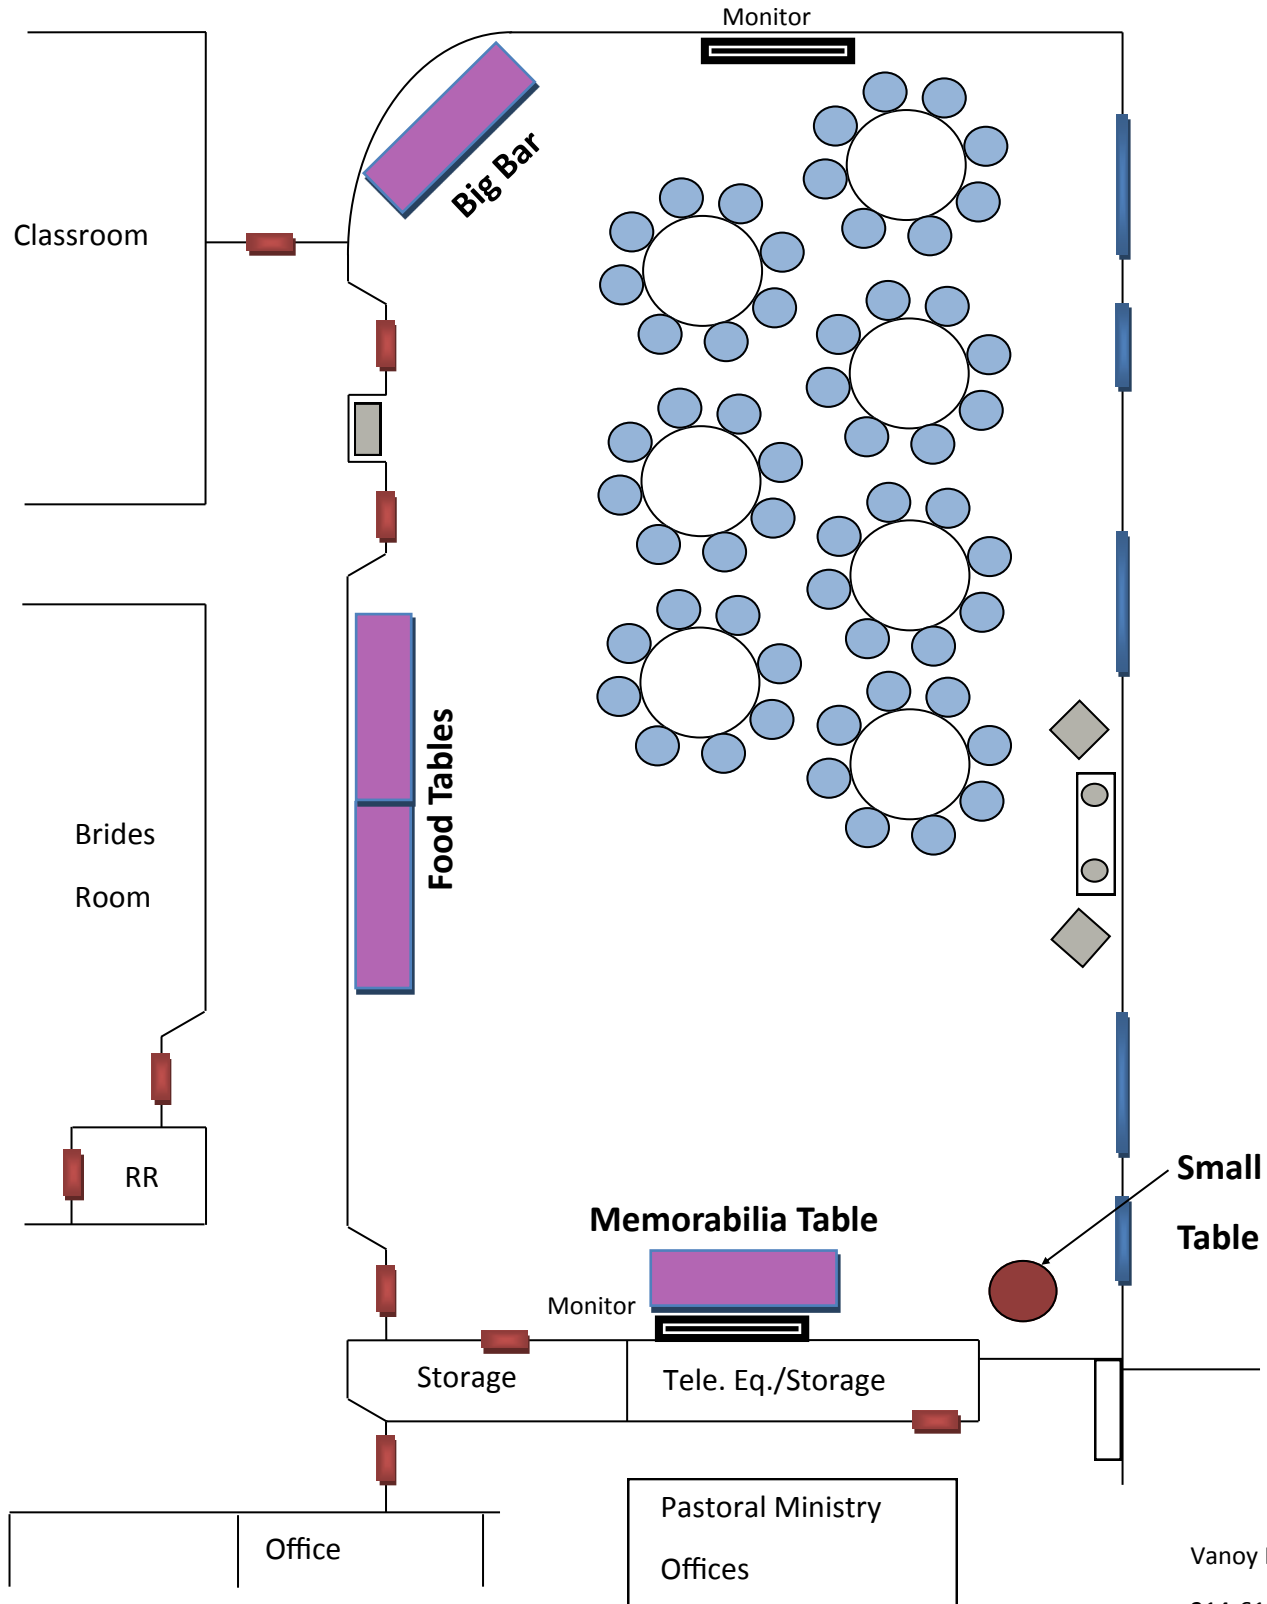 Monitor
Big Bar
Classroom
Food Tables
Brides
Room
RR
Small
Table
Memorabilia Table
Monitor
Storage
Tele. Eq./Storage
Pastoral Ministry
Offices
Office
Vanoy